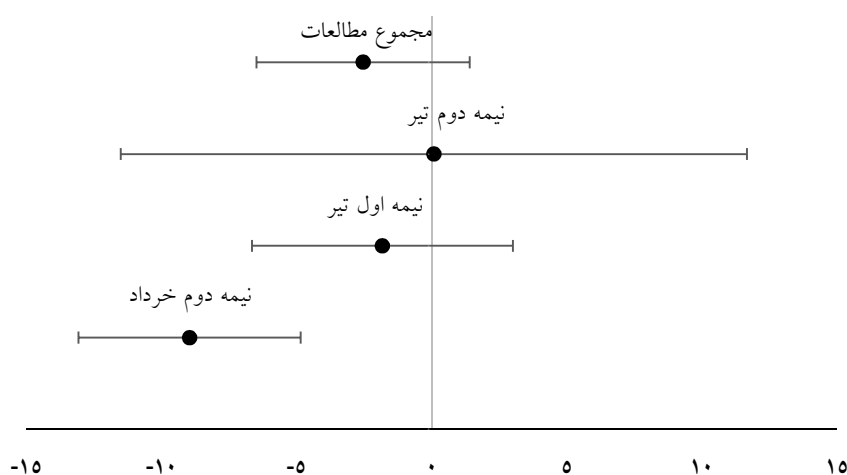 مجموع مطالعات
نیمه دوم تیر
نیمه اول تیر
نیمه دوم خرداد
-۱۵ -۱۰ -۵ ۰ ۵ ۱۰ ۱۵